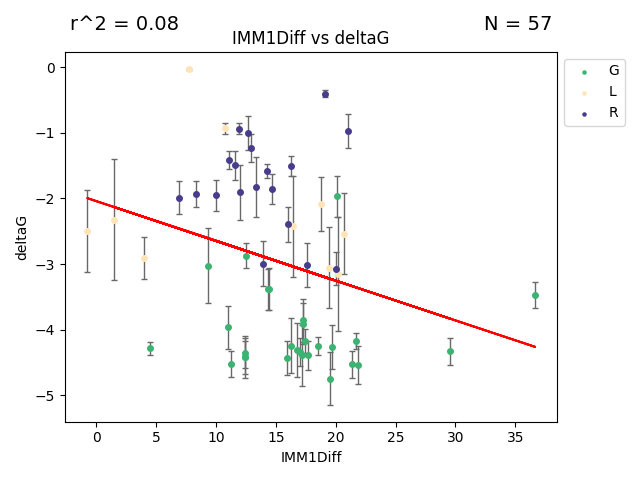 r^2 = 0.08
N = 57
IMM1Diff vs deltaG
G
L
R
0
−1
−2
−3
−4
−5
deltaG
0 5 10 15 20 25 30 35
IMM1Diff